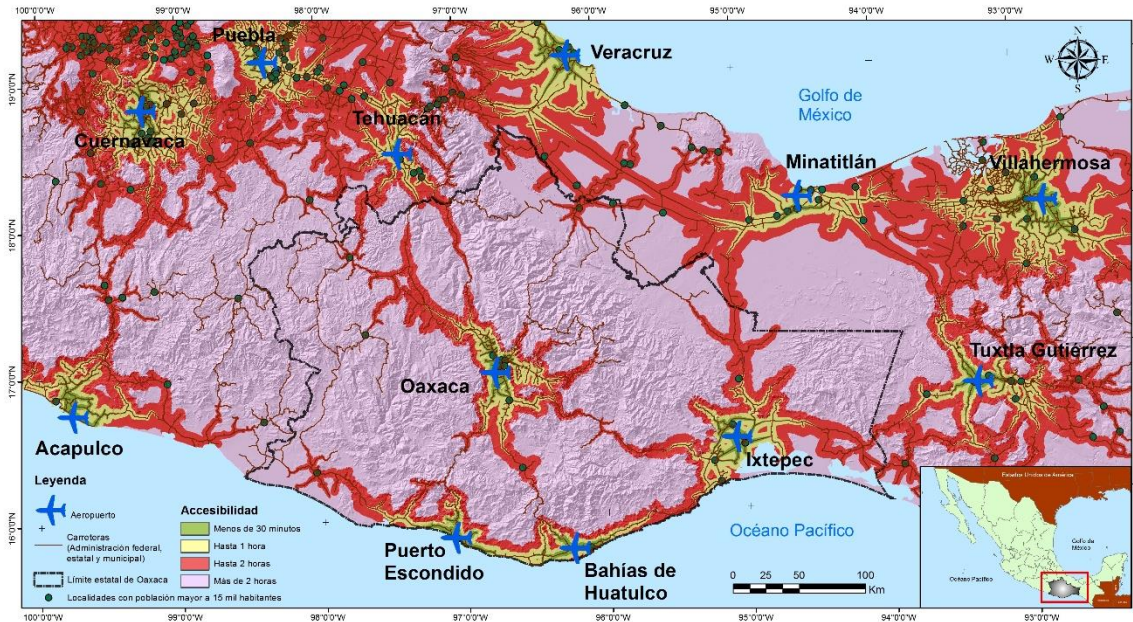 100°0'0"W 99°0'0"W 98°0'0"W 97°0'0"W 96°0'0"W 95°0'0"W 94°0'0"W 93°0'0"W
19°0'0"N
18°0'0"N
17°0'0"N
16°0'0"N
Puebla
Veracruz
N
W E
S
Golfo de
México
Cuernavaca
Tehuacán
Minatitlán
Villahermosa
Tuxtla Gutiérrez
Oaxaca
Acapulco
Ixtepec
Puerto
Escondido
Bahías de
Huatulco
Océano Pacífico
Leyenda
Aeropuerto
Carreteras
(Administración federal,
estatal y municipal)
Límite estatal de Oaxaca
Localidades con población mayor a 15 mil habitantes
Accesibilidad
Menos de 30 minutos
Hasta 1 hora
Hasta 2 horas
Más de 2 horas
0 25 50 100
Km
Estados Unidos de América
Golfo de
México
Océano Pacífico
100°0'0"W 99°0'0"W 98°0'0"W 97°0'0"W 96°0'0"W 95°0'0"W 94°0'0"W 93°0'0"W